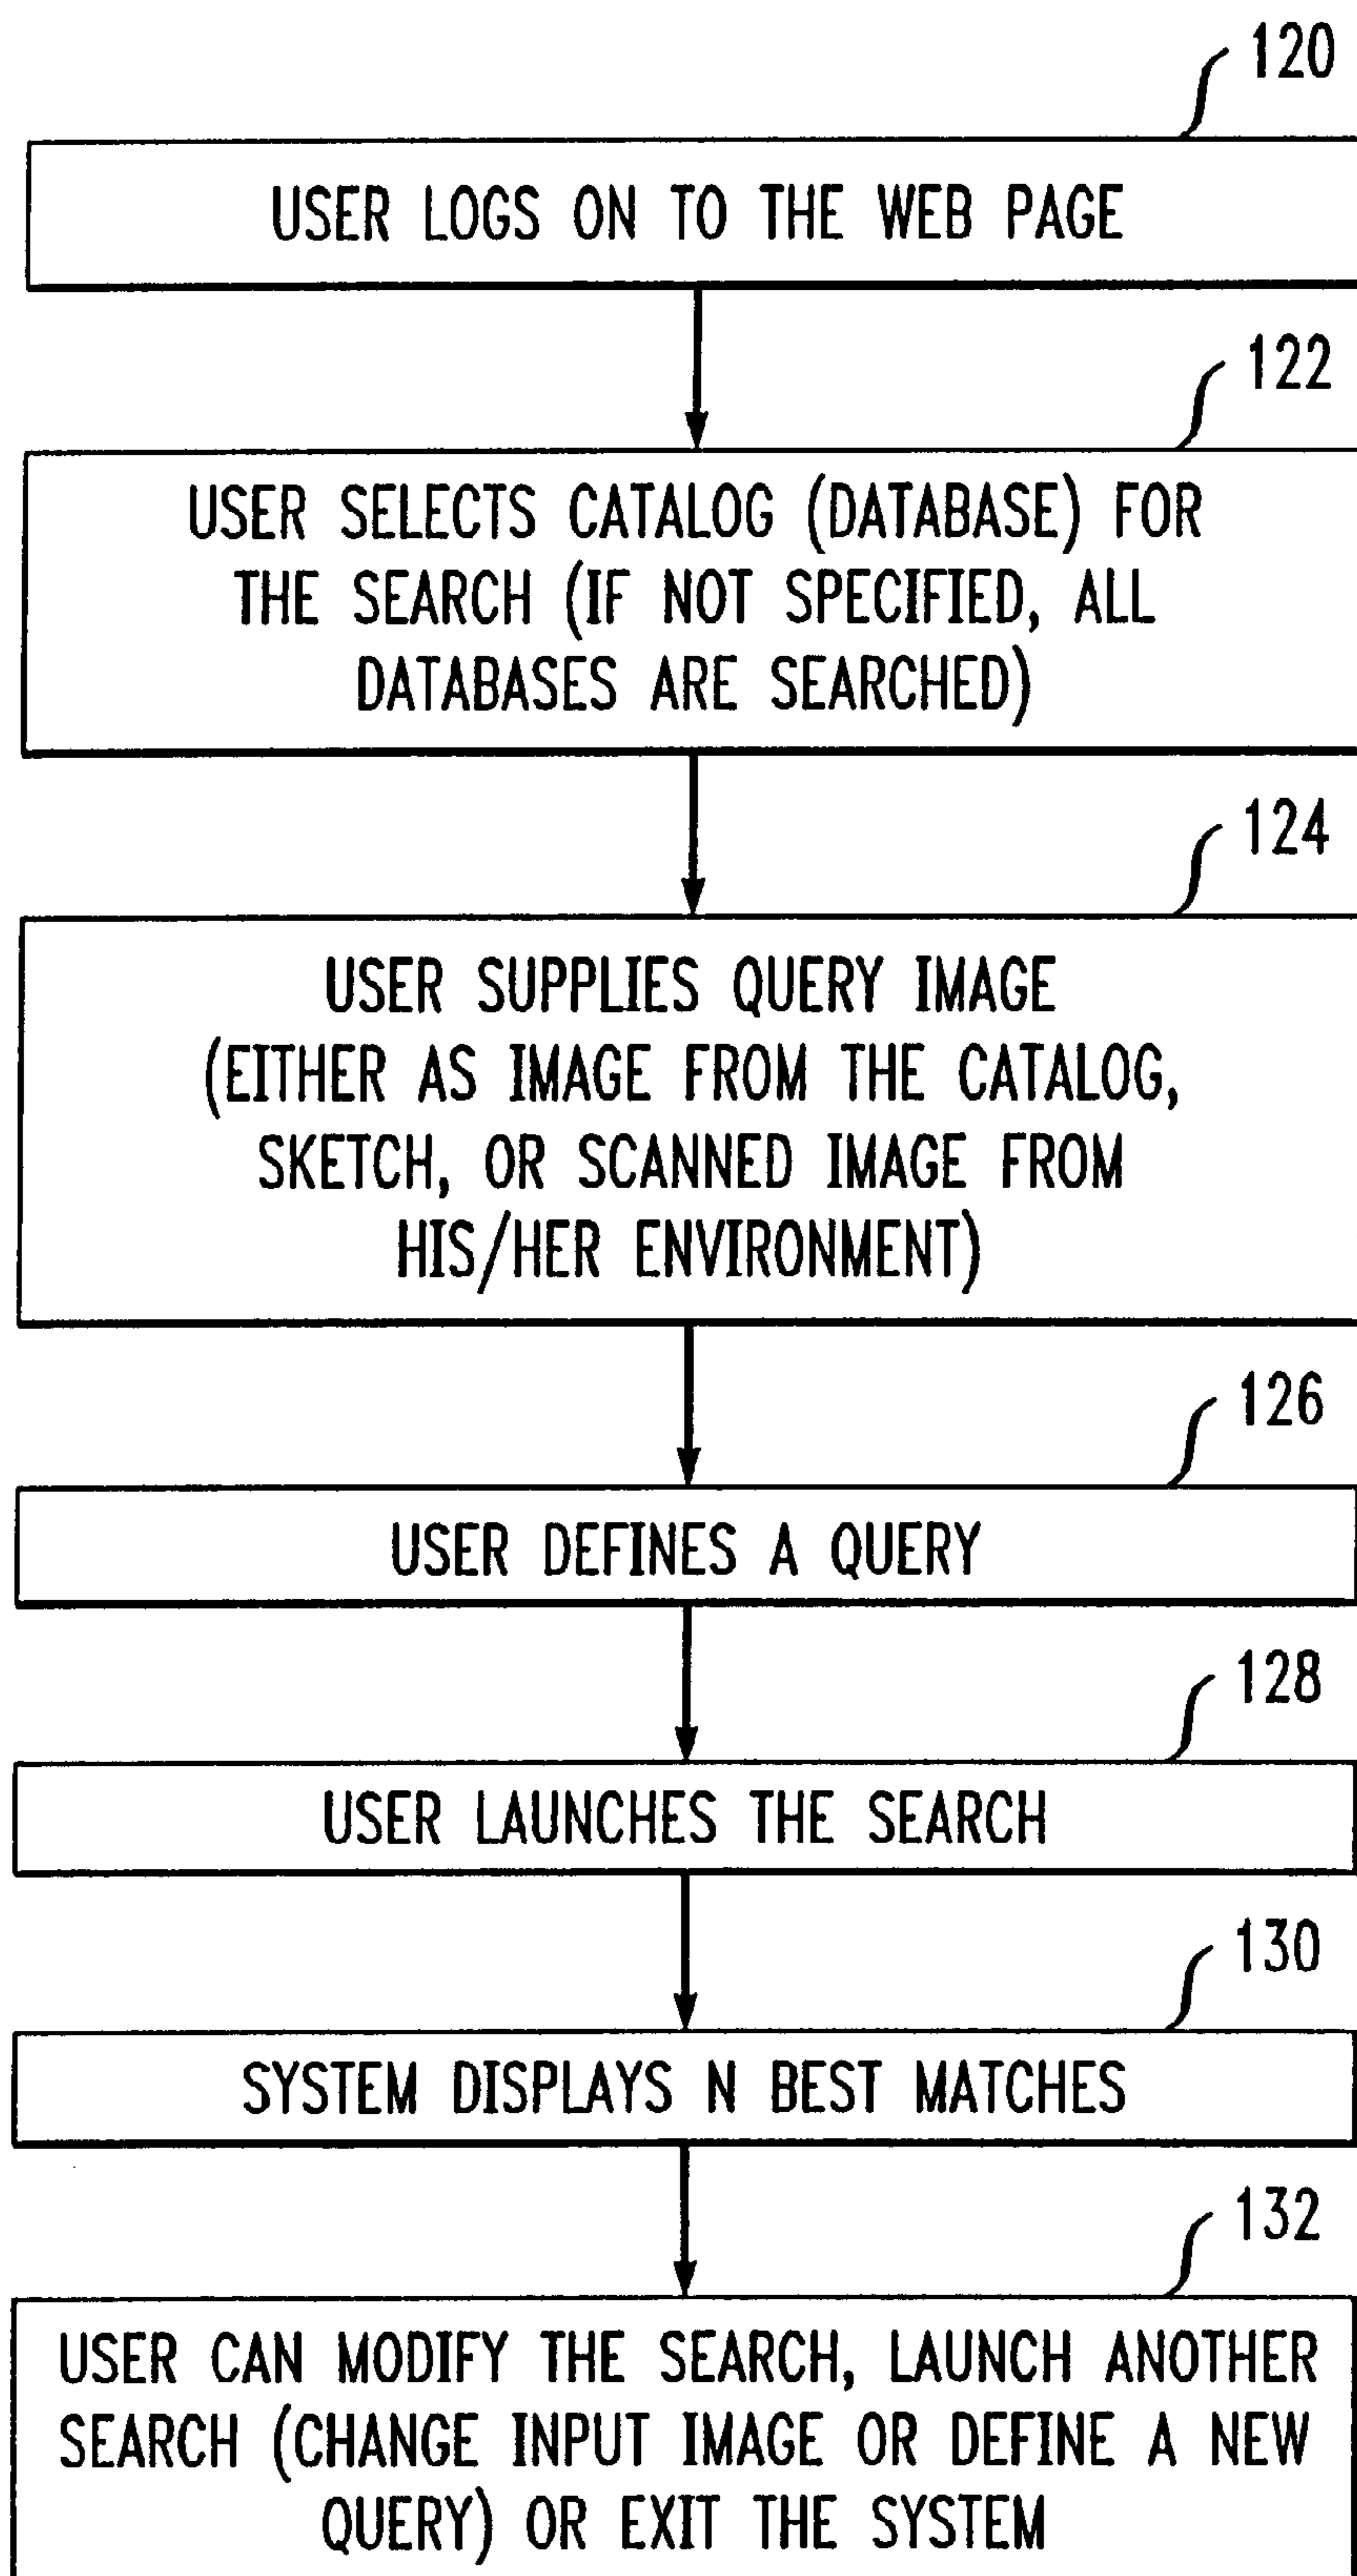 120
USER LOGS ON TO THE WEB PAGE
122
USER SELECTS CATALOG (DATABASE) FOR
THE SEARCH (IF NOT SPECIFIED, ALL
DATABASES ARE SEARCHED)
124
USER SUPPLIES QUERY IMAGE
(EITHER AS IMAGE FROM THE CATALOG,
SKETCH, OR SCANNED IMAGE FROM
HIS/HER ENVIRONMENT)
126
USER DEFINES A QUERY
128
USER LAUNCHES THE SEARCH
130
SYSTEM DISPLAYS N BEST MATCHES
132
USER CAN MODIFY THE SEARCH, LAUNCH ANOTHER
SEARCH (CHANGE INPUT IMAGE OR DEFINE A NEW
QUERY) OR EXIT THE SYSTEM